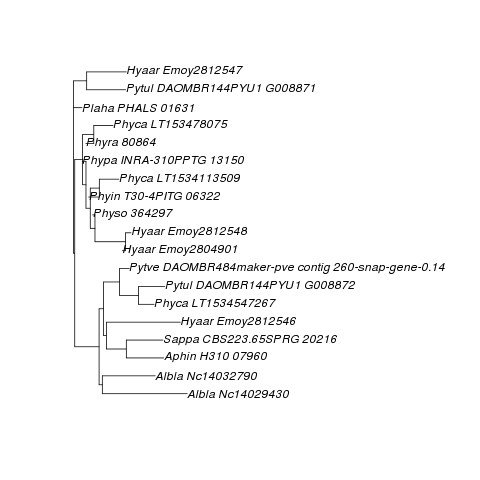 Hyaar Emoy2812547
Pytul DAOMBR144PYU1 G008871
Plaha PHALS 01631
Phyca LT153478075
Phyra 80864
Phypa INRA-310PPTG 13150
Phyca LT1534113509
Phyin T30-4PITG 06322
Physo 364297
Hyaar Emoy2812548
Hyaar Emoy2804901
Pytve DAOMBR484maker-pve contig 260-snap-gene-0.14
Pytul DAOMBR144PYU1 G008872
Phyca LT1534547267
Hyaar Emoy2812546
Sappa CBS223.65SPRG 20216
Aphin H310 07960
Albla Nc14032790
Albla Nc14029430